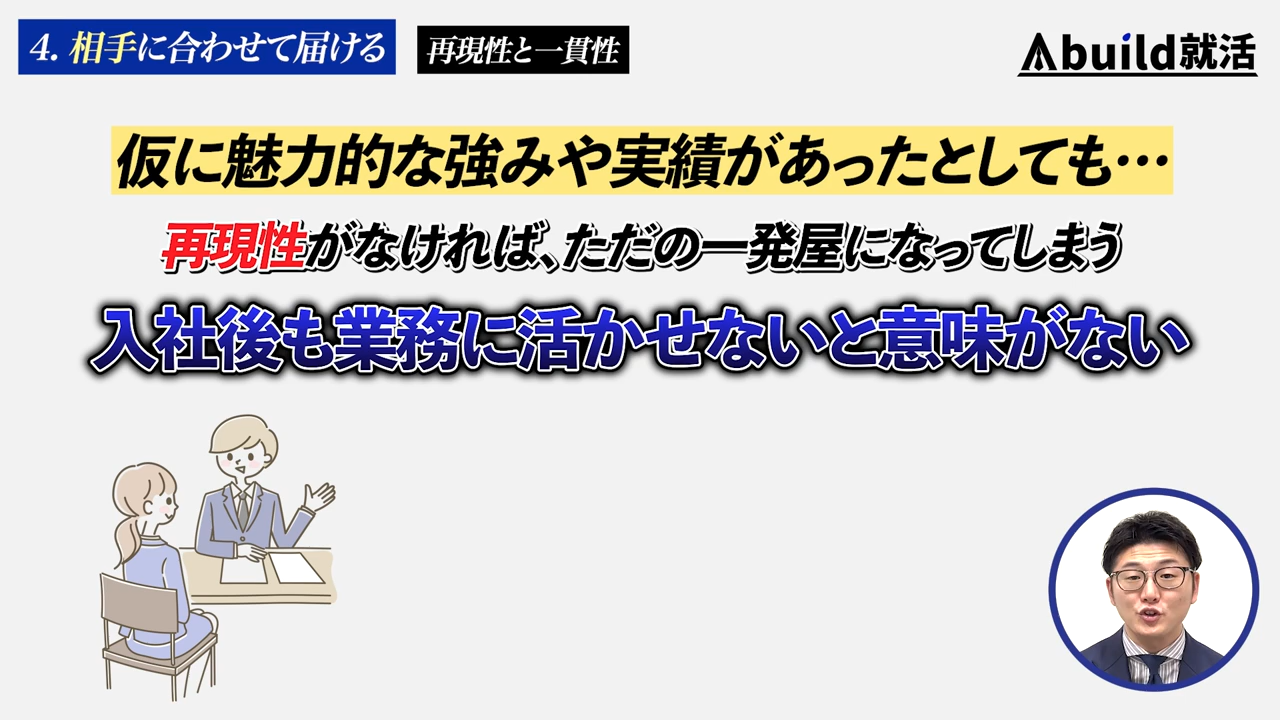 4. 相手に合わせて届ける
再現性と一貫性
Abuild就活
仮に魅力的な強みや実績があったとしても…
再現性がなければ、ただの一発屋になってしまう
入社後も業務に活かせないと意味がない